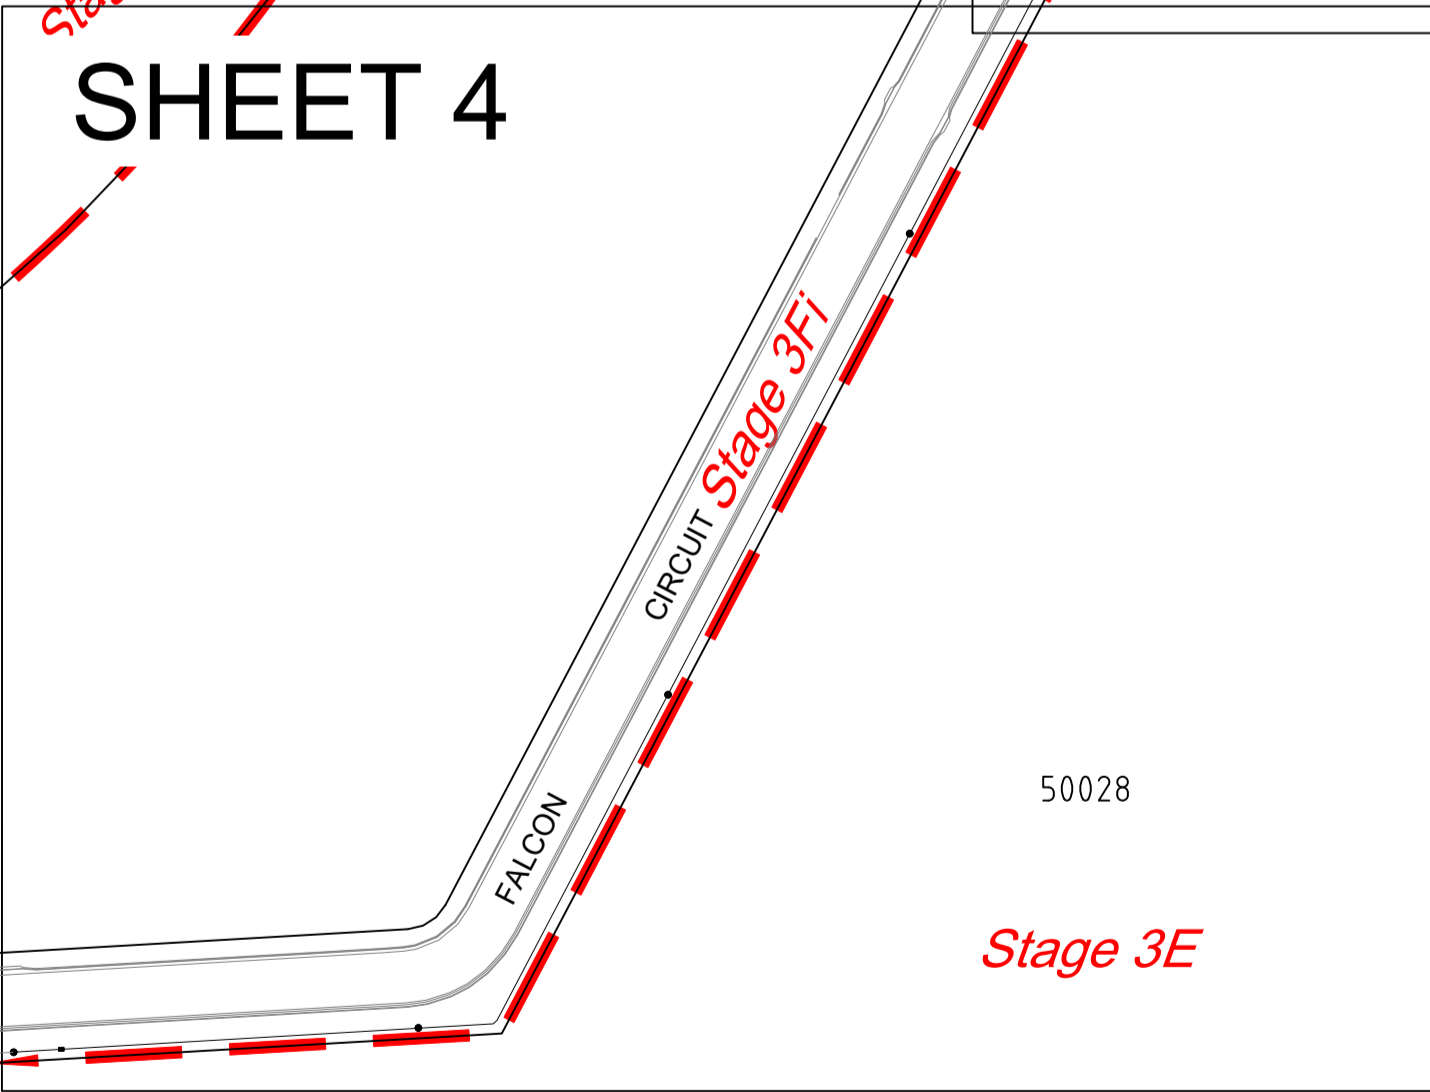 SHEET 4
Stage 3Fi
FALCON CIRCUIT
50028
Stage 3E